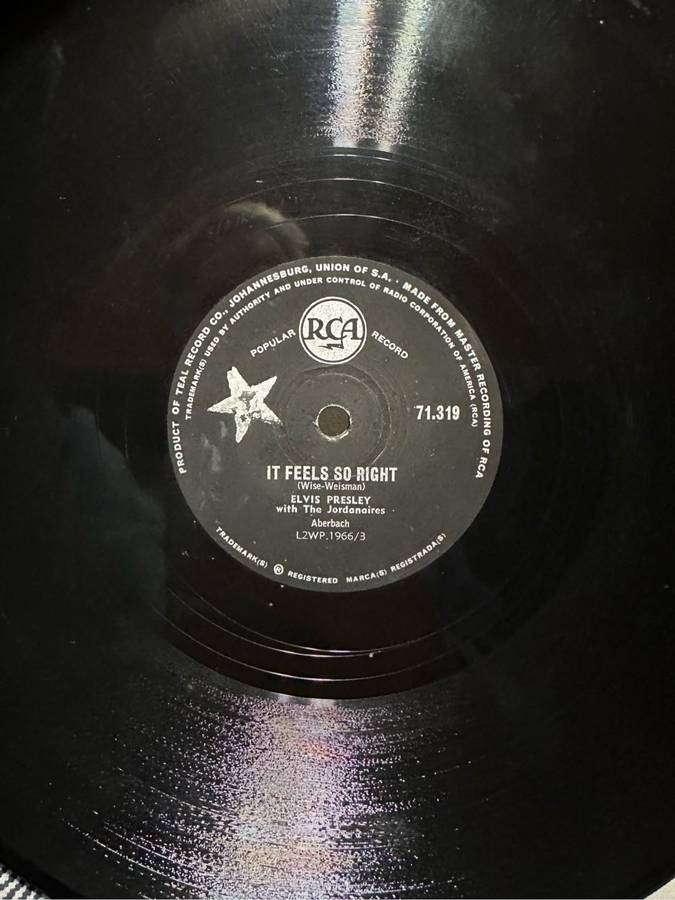 PRODUCT OF TEAL RECORD CO., JOHANNESBURG, UNION OF S.A. · MADE FROM MASTER RECORDING OF RCA
TRADEMARK(S) USED BY AUTHORITY AND UNDER CONTROL OF RADIO CORPORATION OF AMERICA (RCA)
POPULAR RCA RECORD
71.319
IT FEELS SO RIGHT
(Wise-Weisman)
ELVIS PRESLEY
with The Jordanaires
Aberbach
L2WP.1966/3
TRADEMARK(S) ® REGISTERED MARCA(S) REGISTRADA(S)